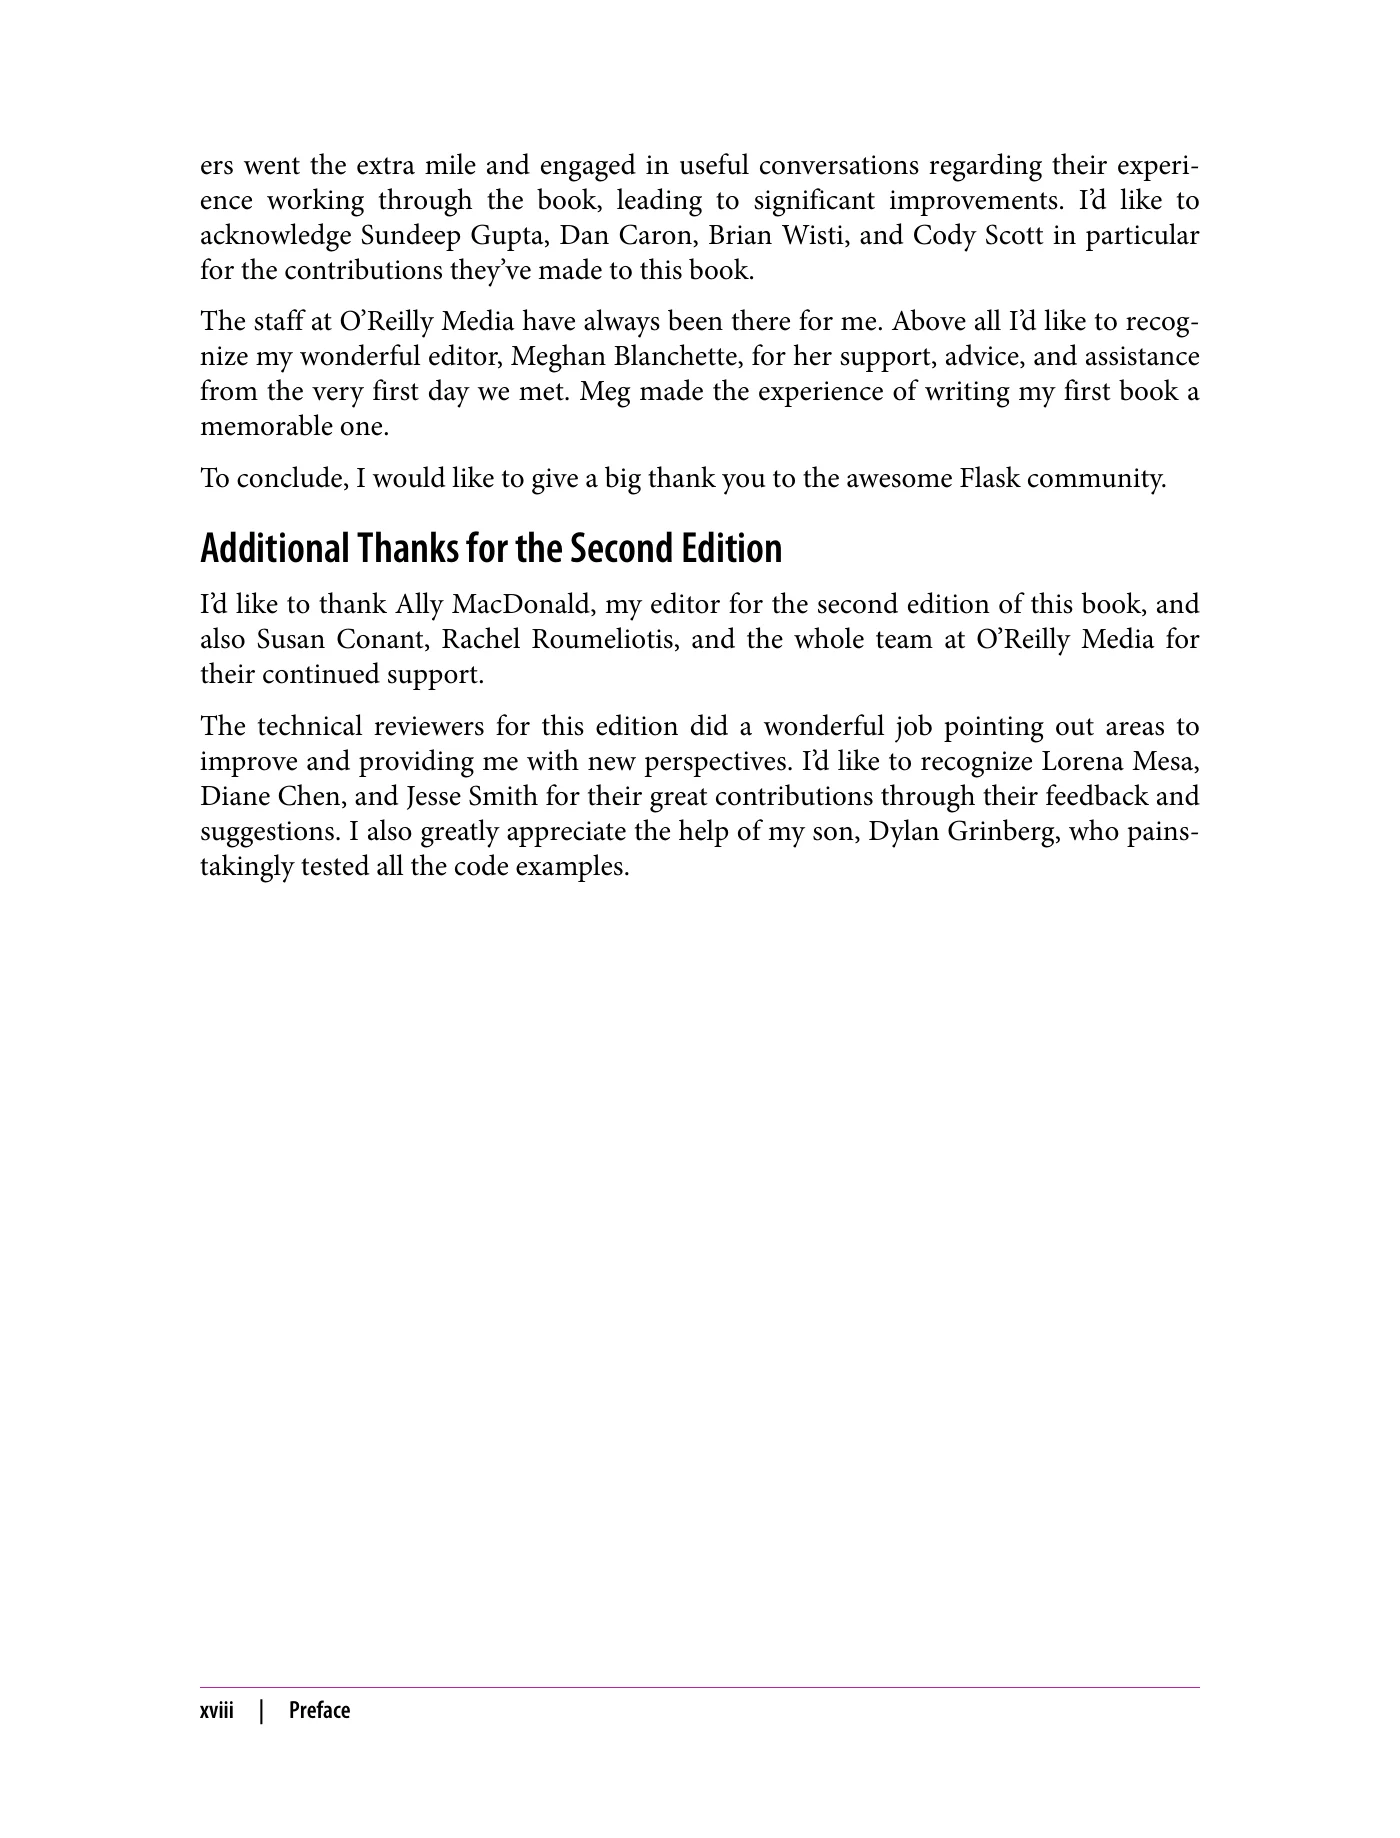 ers went the extra mile and engaged in useful conversations regarding their experi-
ence working through the book, leading to significant improvements. I’d like to
acknowledge Sundeep Gupta, Dan Caron, Brian Wisti, and Cody Scott in particular
for the contributions they’ve made to this book.
The staff at O’Reilly Media have always been there for me. Above all I’d like to recog-
nize my wonderful editor, Meghan Blanchette, for her support, advice, and assistance
from the very first day we met. Meg made the experience of writing my first book a
memorable one.
To conclude, I would like to give a big thank you to the awesome Flask community.
Additional Thanks for the Second Edition
I’d like to thank Ally MacDonald, my editor for the second edition of this book, and
also Susan Conant, Rachel Roumeliotis, and the whole team at O’Reilly Media for
their continued support.
The technical reviewers for this edition did a wonderful job pointing out areas to
improve and providing me with new perspectives. I’d like to recognize Lorena Mesa,
Diane Chen, and Jesse Smith for their great contributions through their feedback and
suggestions. I also greatly appreciate the help of my son, Dylan Grinberg, who pains-
takingly tested all the code examples.
xviii | Preface